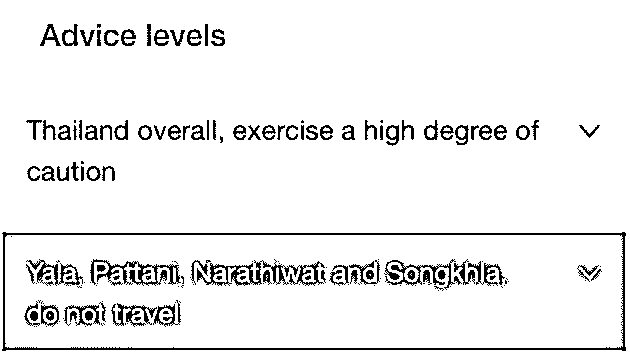 Advice levels
Thailand overall, exercise a high degree of
caution
Yala, Pattani, Narathiwat and Songkhla,
do not travel